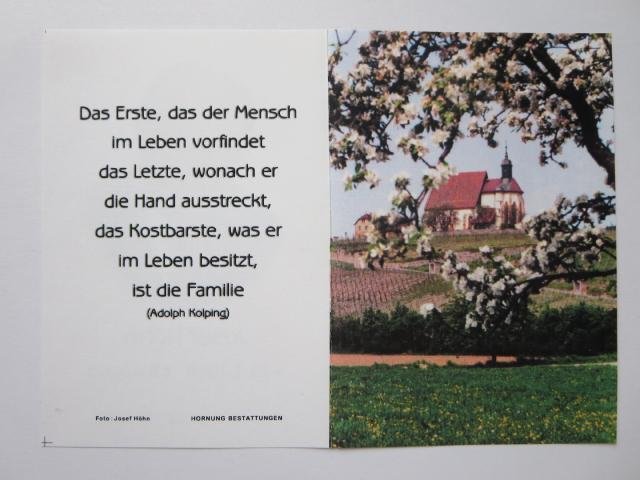 Das Erste, das der Mensch
im Leben vorfindet
das Letzte, wonach er
die Hand ausstreckt,
das Kostbarste, was er
im Leben besitzt,
ist die Familie
(Adolph Kolping)
Foto: Josef Höhn HORNUNG BESTATTUNGEN